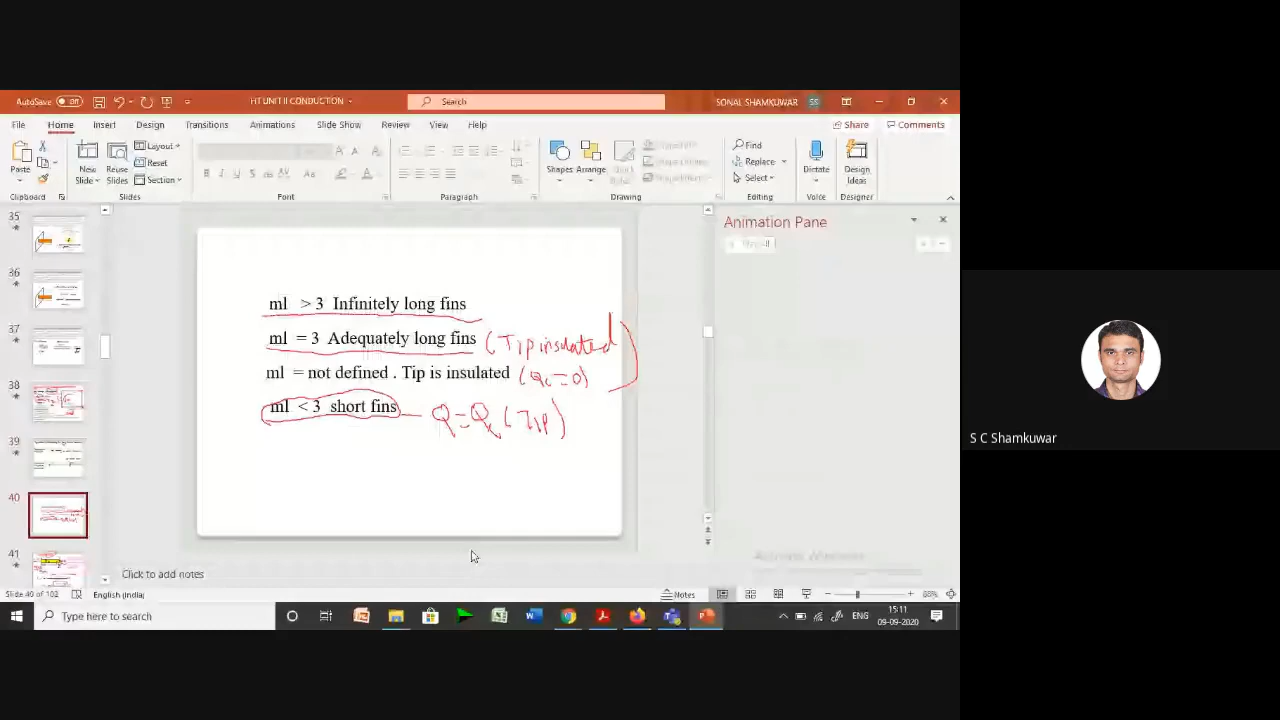 AutoSave Off
HT UNIT II CONDUCTION
Search
SONAL SHAMKUWAR SS
File Home Insert Design Transitions Animations Slide Show Review View Help
Share Comments
Paste
New Slide
Reuse Slides
Layout
Reset
Section
Shapes Arrange
Find
Replace
Select
Dictate
Design Ideas
Clipboard Slides Font Paragraph Drawing Editing Voice Designer
35
36
37
38
39
40
41
Animation Pane
ml > 3 Infinitely long fins
ml = 3 Adequately long fins (Tip insulated
ml = not defined . Tip is insulated
ml < 3 short fins
S C Shamkuwar
Click to add notes
Slide 40 of 102 English (India)
Notes
Type here to search
ENG
15:11
09-09-2020